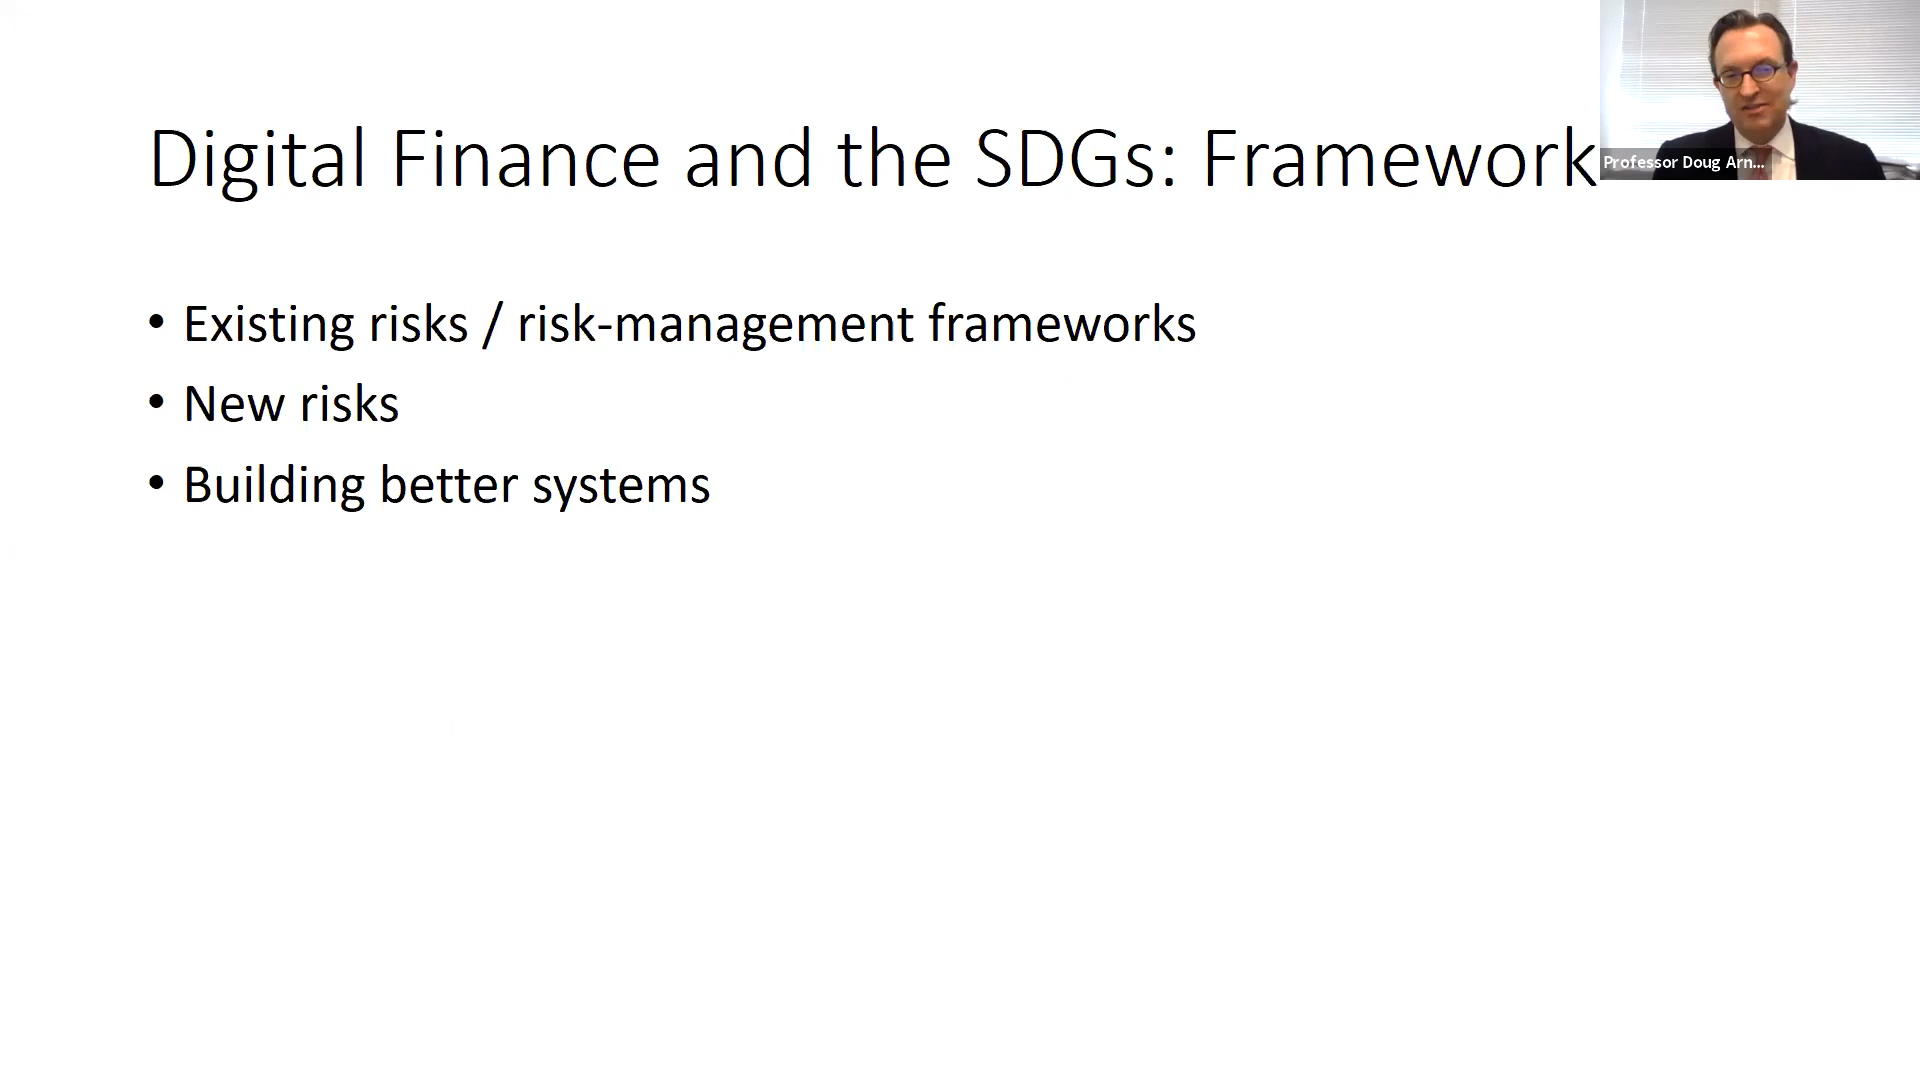 Digital Finance and the SDGs: Framework
Professor Doug Arn...
• Existing risks / risk-management frameworks
• New risks
• Building better systems